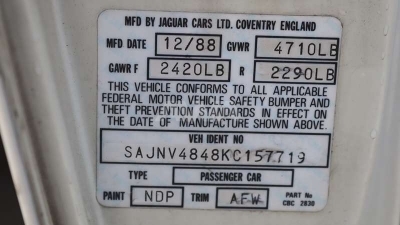 MFD BY JAGUAR CARS LTD. COVENTRY ENGLAND
MFD DATE 12/88 GVWR 4710LB
GAWR F 2420LB R 2290LB
THIS VEHICLE CONFORMS TO ALL APPLICABLE
FEDERAL MOTOR VEHICLE SAFETY BUMPER AND
THEFT PREVENTION STANDARDS IN EFFECT ON
THE DATE OF MANUFACTURE SHOWN ABOVE.
VEH IDENT NO
SAJNV4848KC157719
TYPE PASSENGER CAR
PAINT NDP TRIM AFW PART No
CBC 2830